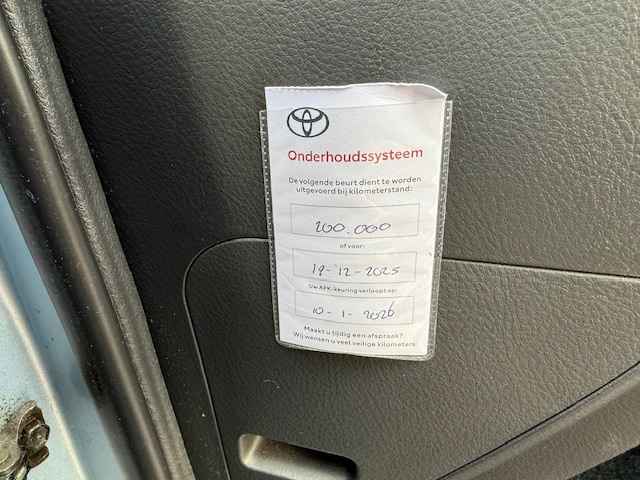 Onderhoudssysteem
De volgende beurt dient te worden
uitgevoerd bij kilometerstand:
200.000
of voor:
19-12-2025
Uw APK-keuring verloopt op:
10-1-2026
Maakt u tijdig een afspraak?
Wij wensen u veel veilige kilometers